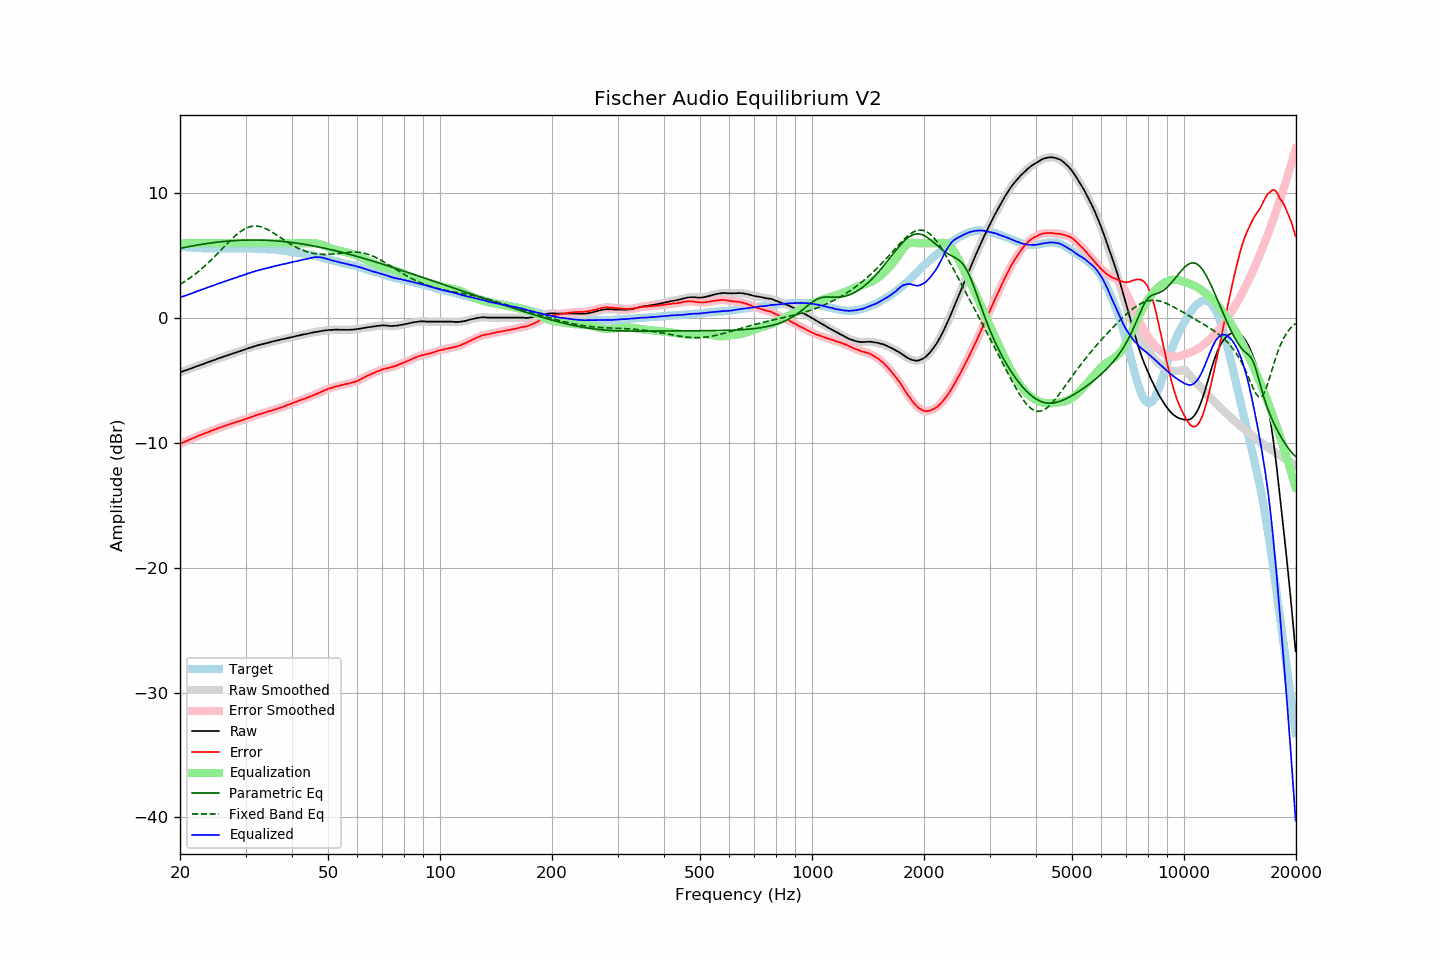 Fischer Audio Equilibrium V2
Amplitude (dBr)
10
0
−10
−20
−30
−40
Target
Raw Smoothed
Error Smoothed
Raw
Error
Equalization
Parametric Eq
Fixed Band Eq
Equalized
20 50 100 200 500 1000 2000 5000 10000 20000
Frequency (Hz)